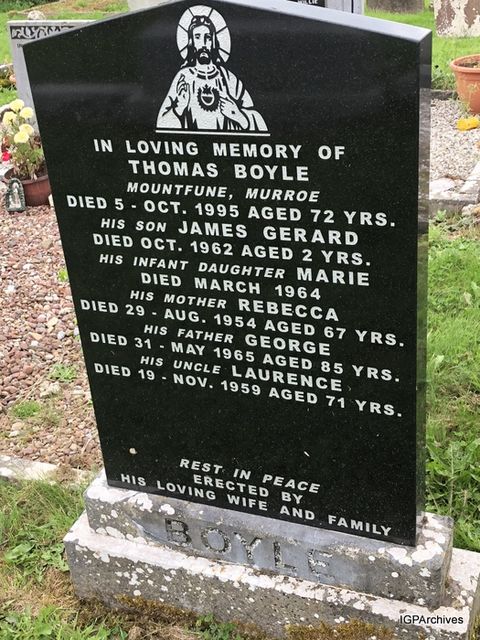 IN LOVING MEMORY OF
THOMAS BOYLE
MOUNTFUNE, MURROE
DIED 5 - OCT. 1995 AGED 72 YRS.
HIS SON JAMES GERARD
DIED OCT. 1962 AGED 2 YRS.
HIS INFANT DAUGHTER MARIE
DIED MARCH 1964
HIS MOTHER REBECCA
DIED 29 - AUG. 1954 AGED 67 YRS.
HIS FATHER GEORGE
DIED 31 - MAY 1965 AGED 85 YRS.
HIS UNCLE LAURENCE
DIED 19 - NOV. 1959 AGED 71 YRS.
REST IN PEACE
ERECTED BY
HIS LOVING WIFE AND FAMILY
BOYLE
IGPArchives